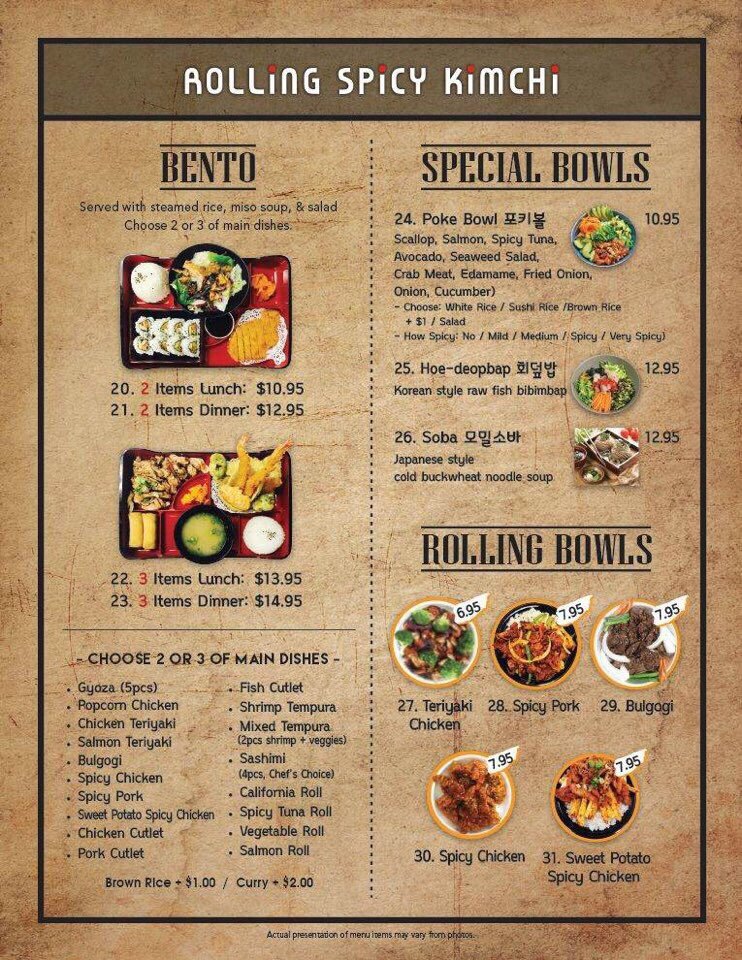 ROLLING SPICY KIMCHI
BENTO
Served with steamed rice, miso soup, & salad
Choose 2 or 3 of main dishes.
20. 2 Items Lunch: $10.95
21. 2 Items Dinner: $12.95
22. 3 Items Lunch: $13.95
23. 3 Items Dinner: $14.95
- CHOOSE 2 OR 3 OF MAIN DISHES -
• Gyoza (5pcs)
• Popcorn Chicken
• Chicken Teriyaki
• Salmon Teriyaki
• Bulgogi
• Spicy Chicken
• Spicy Pork
• Sweet Potato Spicy Chicken
• Chicken Cutlet
• Pork Cutlet
• Fish Cutlet
• Shrimp Tempura
• Mixed Tempura
(2pcs shrimp + veggies)
• Sashimi
(4pcs, Chef's Choice)
• California Roll
• Spicy Tuna Roll
• Vegetable Roll
• Salmon Roll
Brown Rice + $1.00 / Curry + $2.00
SPECIAL BOWLS
24. Poke Bowl 포키볼 10.95
Scallop, Salmon, Spicy Tuna,
Avocado, Seaweed Salad,
Crab Meat, Edamame, Fried Onion,
Onion, Cucumber)
- Choose: White Rice / Sushi Rice /Brown Rice
+ $1 / Salad
- How Spicy: No / Mild / Medium / Spicy / Very Spicy)
25. Hoe-deopbap 회덮밥 12.95
Korean style raw fish bibimbap
26. Soba 모밀소바 12.95
Japanese style
cold buckwheat noodle soup
ROLLING BOWLS
6.95
7.95
7.95
27. Teriyaki
Chicken
28. Spicy Pork
29. Bulgogi
7.95
7.95
30. Spicy Chicken
31. Sweet Potato
Spicy Chicken
Actual presentation of menu items may vary from photos.